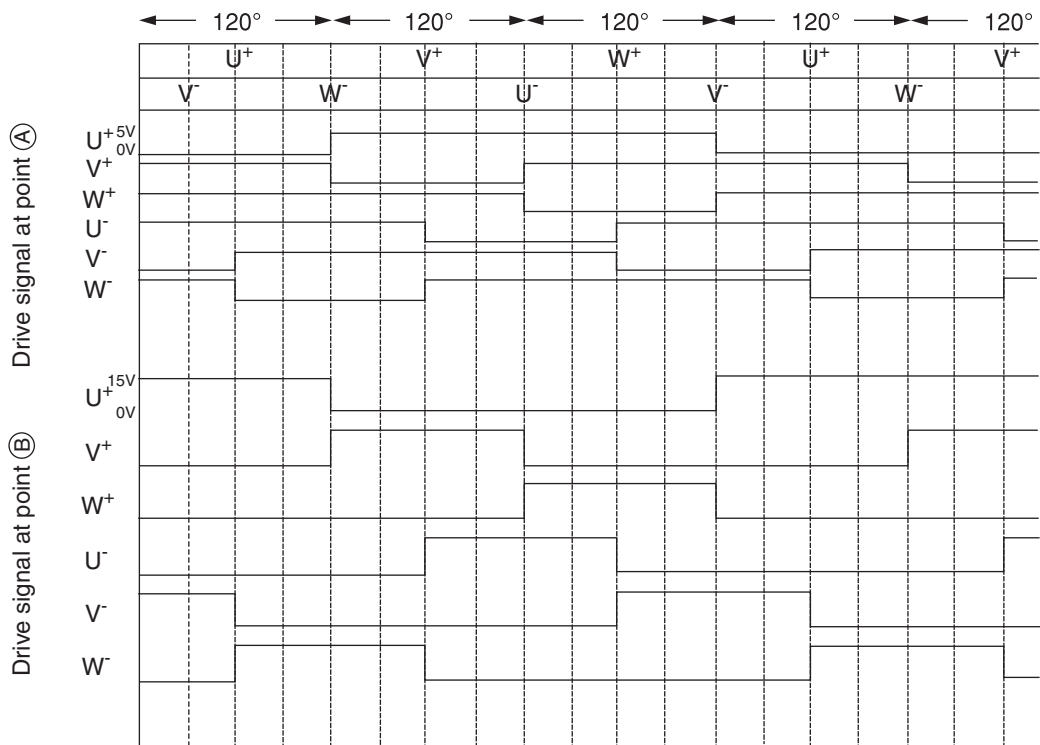 120° 120° 120° 120° 120°
U⁺ V⁺ W⁺ U⁺ V⁺
V⁻ W⁻ U⁻ V⁻ W⁻
Drive signal at point Ⓐ
U⁺ 5V
0V
V⁺
W⁺
U⁻
V⁻
W⁻
Drive signal at point Ⓑ
U⁺ 15V
0V
V⁺
W⁺
U⁻
V⁻
W⁻